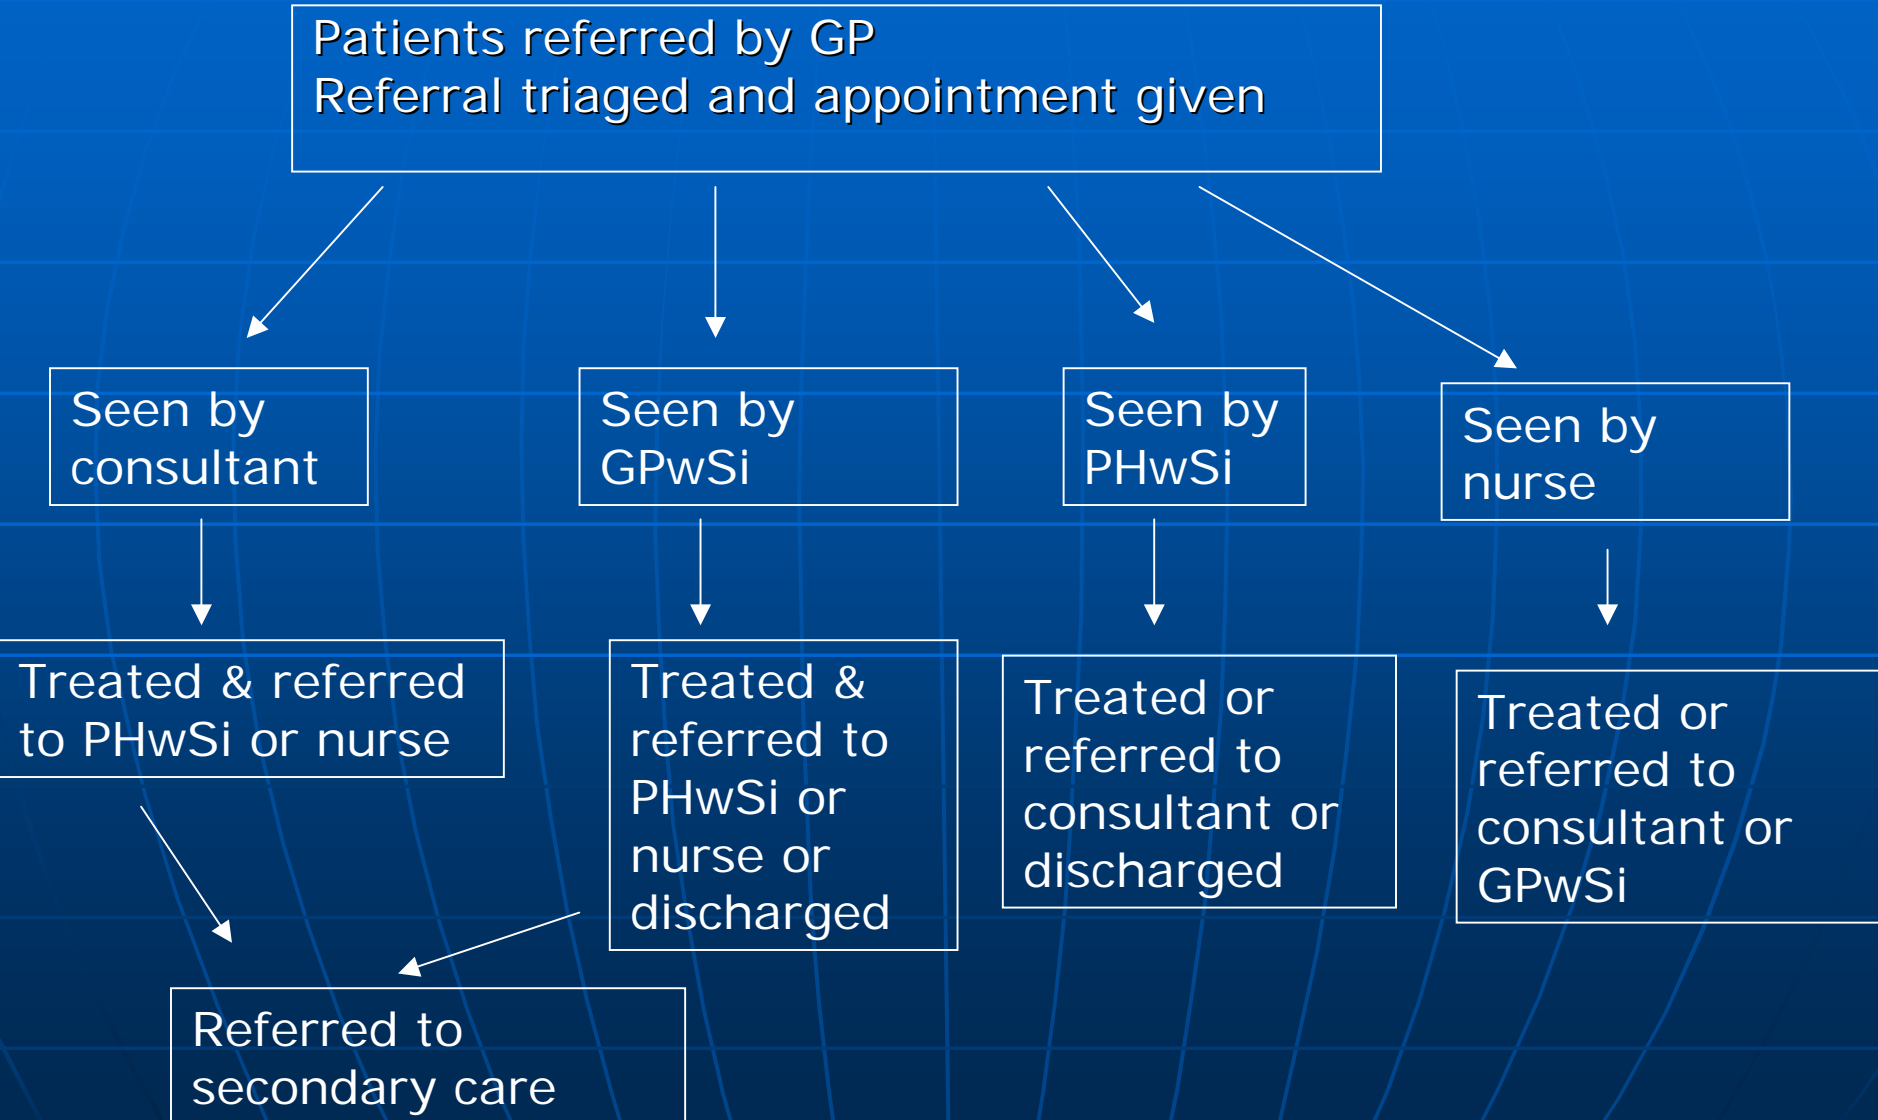 Patients referred by GP
Referral triaged and appointment given
Seen by
consultant
Seen by
GPwSi
Seen by
PHwSi
Seen by
nurse
Treated & referred
to PHwSi or nurse
Treated &
referred to
PHwSi or
nurse or
discharged
Treated or
referred to
consultant or
discharged
Treated or
referred to
consultant or
GPwSi
Referred to
secondary care